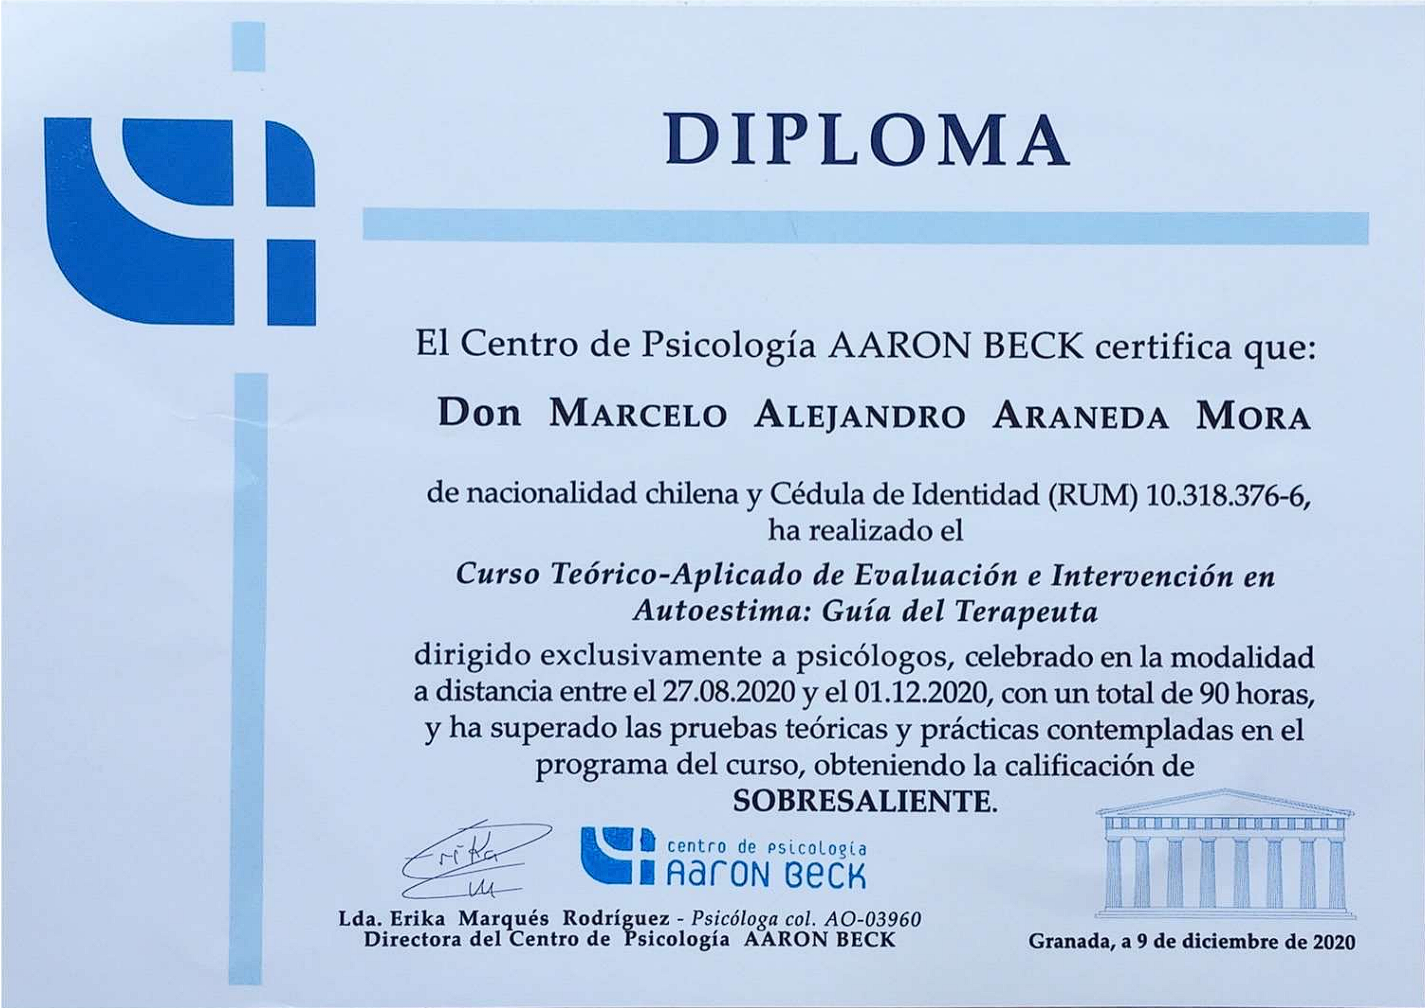 DIPLOMA
El Centro de Psicología AARON BECK certifica que:
Don MARCELO ALEJANDRO ARANEDA MORA
de nacionalidad chilena y Cédula de Identidad (RUM) 10.318.376-6,
ha realizado el
Curso Teórico-Aplicado de Evaluación e Intervención en
Autoestima: Guía del Terapeuta
dirigido exclusivamente a psicólogos, celebrado en la modalidad
a distancia entre el 27.08.2020 y el 01.12.2020, con un total de 90 horas,
y ha superado las pruebas teóricas y prácticas contempladas en el
programa del curso, obteniendo la calificación de
SOBRESALIENTE.
Erika
centro de psicología
AARON BECK
Lda. Erika Marqués Rodríguez - Psicóloga col. AO-03960
Directora del Centro de Psicología AARON BECK
Granada, a 9 de diciembre de 2020